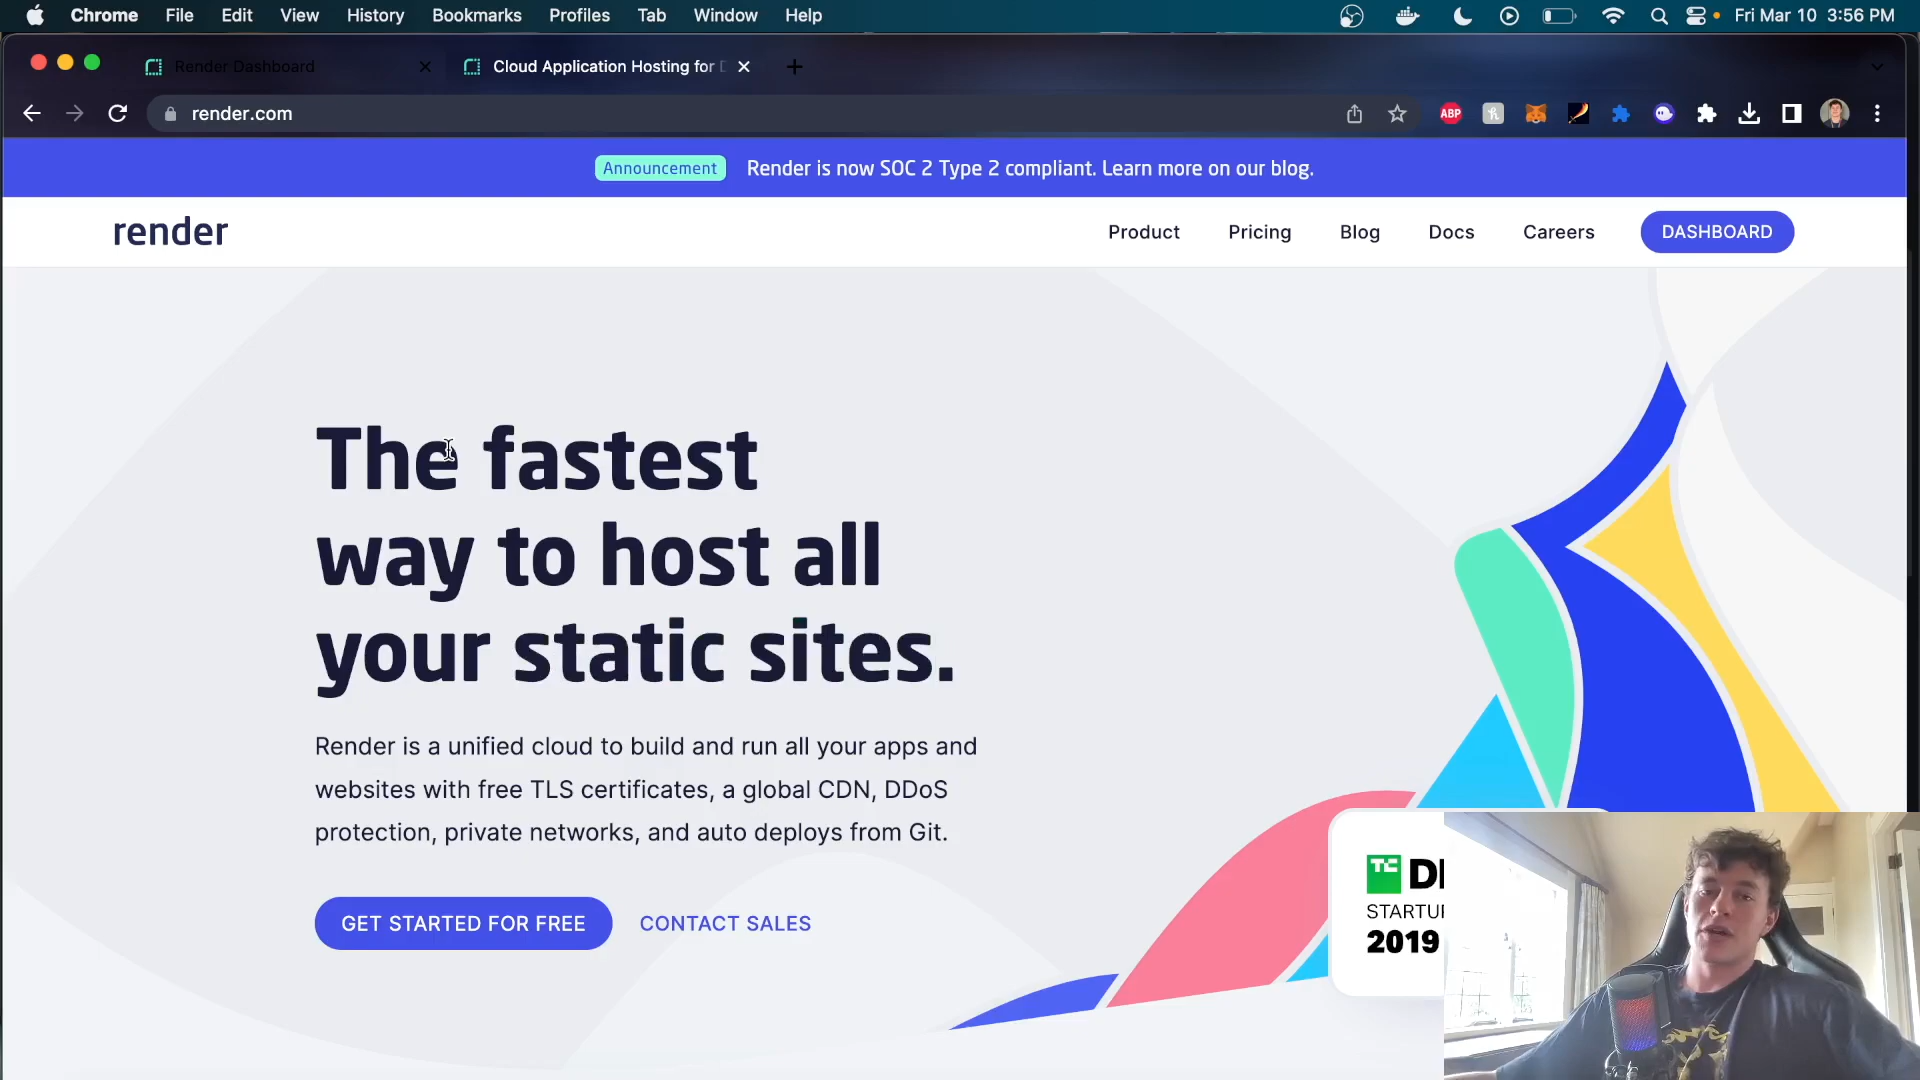 Chrome File Edit View History Bookmarks Profiles Tab Window Help Fri Mar 10 3:56 PM
Render Dashboard Cloud Application Hosting for D
render.com ABP
Announcement Render is now SOC 2 Type 2 compliant. Learn more on our blog.
render Product Pricing Blog Docs Careers DASHBOARD
The fastest
way to host all
your static sites.
Render is a unified cloud to build and run all your apps and
websites with free TLS certificates, a global CDN, DDoS
protection, private networks, and auto deploys from Git.
GET STARTED FOR FREE CONTACT SALES
TC
STARTU
2019